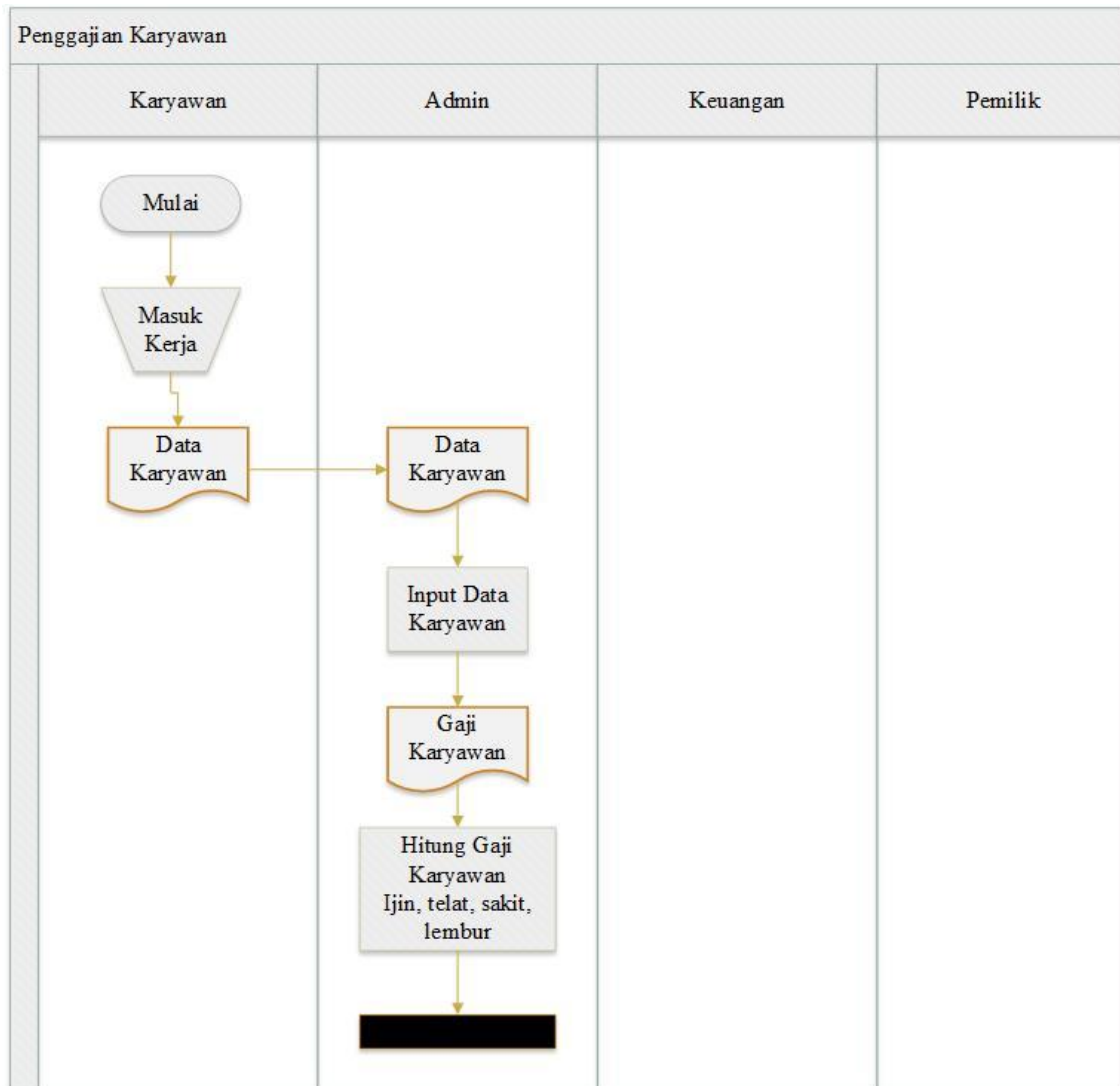 Penggajian Karyawan
Karyawan
Admin
Keuangan
Pemilik
Mulai
Masuk
Kerja
Data
Karyawan
Data
Karyawan
Input Data
Karyawan
Gaji
Karyawan
Hitung Gaji
Karyawan
Ijin, telat, sakit,
lembur